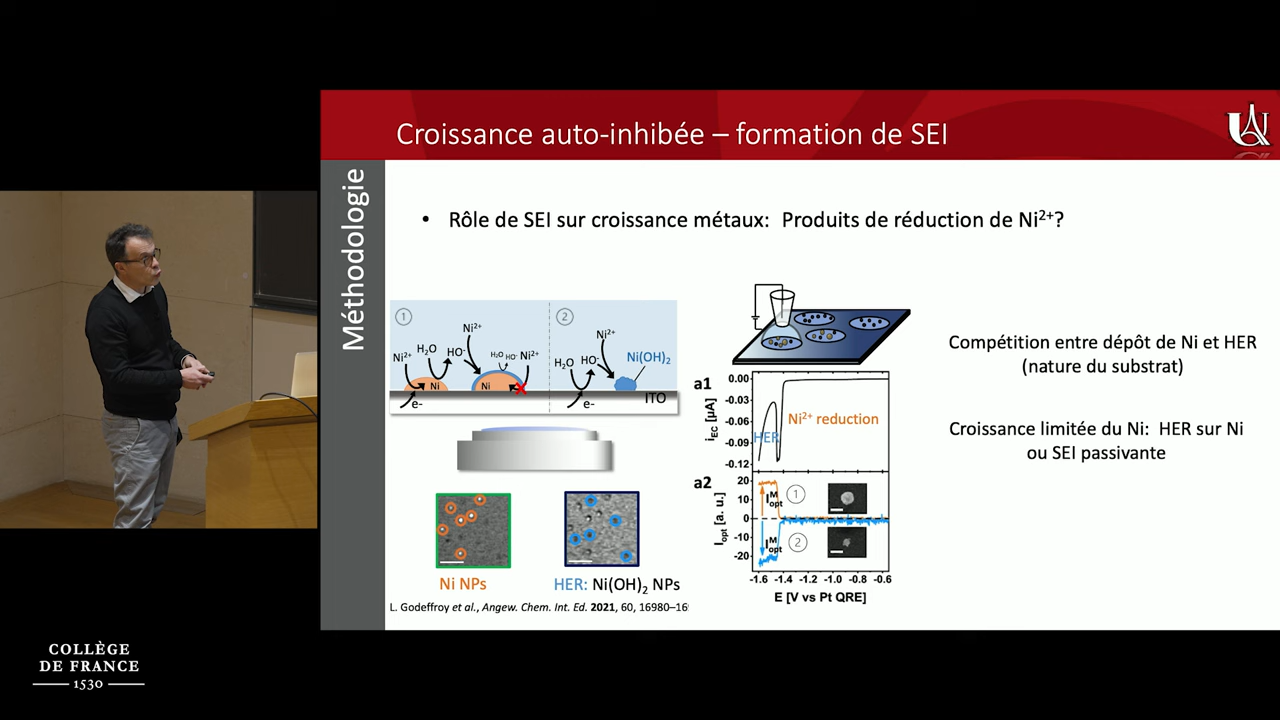 Croissance auto-inhibée – formation de SEI
Méthodologie
• Rôle de SEI sur croissance métaux: Produits de réduction de Ni²⁺?
1
2
Ni²⁺
H₂O
HO⁻
Ni²⁺
Ni
e-
H₂O
HO⁻
Ni²⁺
Ni
Ni²⁺
H₂O
HO⁻
Ni(OH)₂
e-
ITO
Ni NPs
HER: Ni(OH)₂ NPs
L. Godeffroy et al., Angew. Chem. Int. Ed. 2021, 60, 16980–16
a1
0.00
-0.03
-0.06
-0.09
-0.12
i_EC [µA]
Ni²⁺ reduction
HER
a2
20
10
0
-10
-20
I_opt [a. u.]
I^M_opt
1
I^M_opt
2
-1.6 -1.4 -1.2 -1.0 -0.8 -0.6
E [V vs Pt QRE]
Compétition entre dépôt de Ni et HER
(nature du substrat)
Croissance limitée du Ni: HER sur Ni
ou SEI passivante
COLLÈGE
DE FRANCE
1530